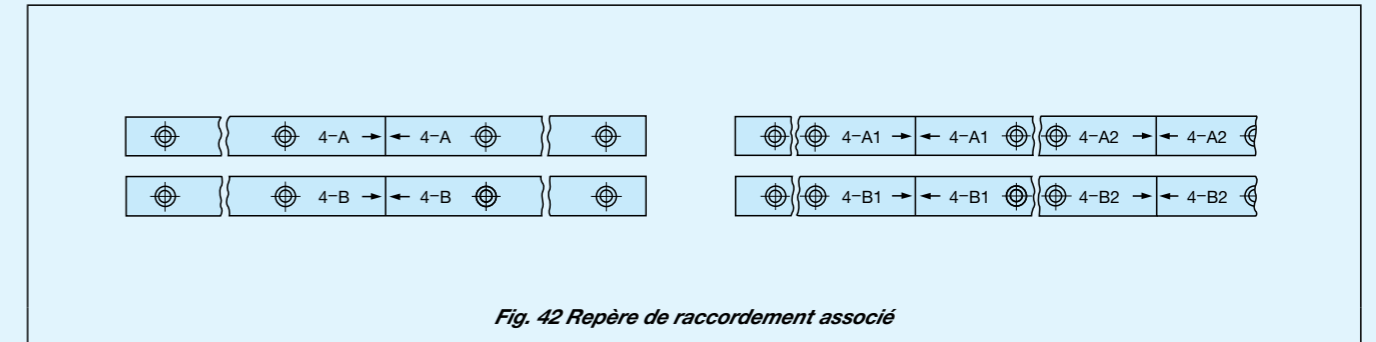 4-A → ← 4-A
4-A1 → ← 4-A1 4-A2 → ← 4-A2
4-B → ← 4-B
4-B1 → ← 4-B1 4-B2 → ← 4-B2
Fig. 42 Repère de raccordement associé